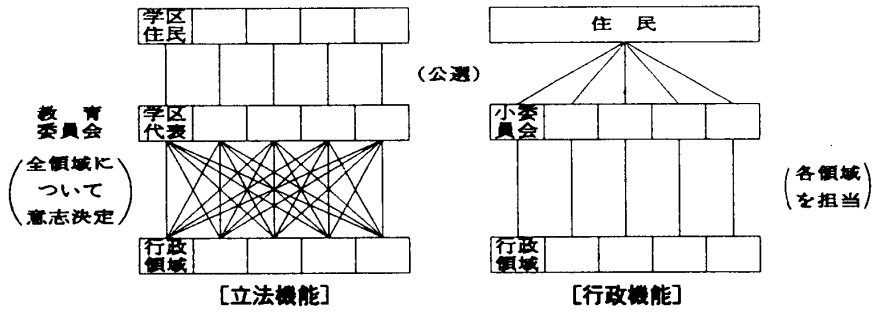 学区
住民
住 民
(公選)
教 育
委員会
学区
代表
小委
員会
(全領域に
ついて
意志決定)
(各領域
を担当)
行政
領域
行政
領域
[立法機能]
[行政機能]